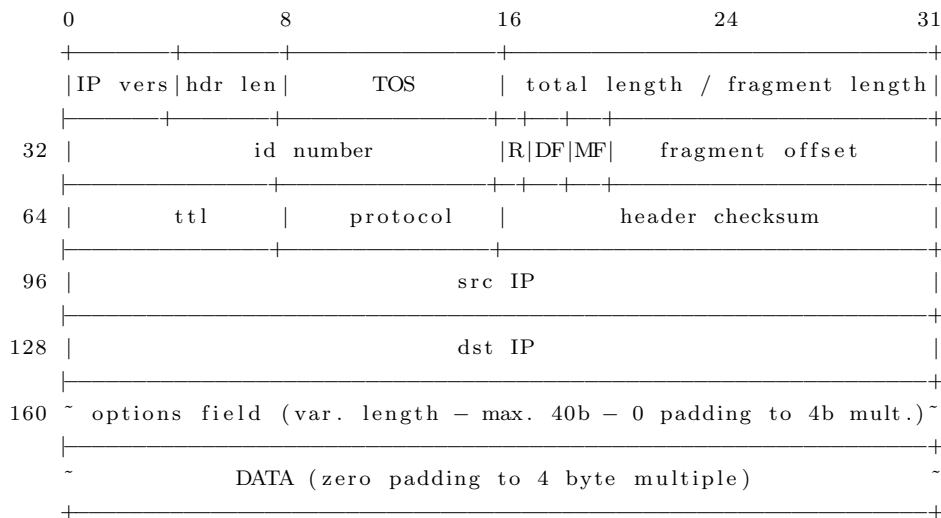 0 8 16 24 31
|IP vers|hdr len| TOS | total length / fragment length|
32 | id number |R|DF|MF| fragment offset |
64 | ttl | protocol | header checksum |
96 | src IP |
128 | dst IP |
160 ~ options field (var. length − max. 40b − 0 padding to 4b mult.)~
~ DATA (zero padding to 4 byte multiple) ~